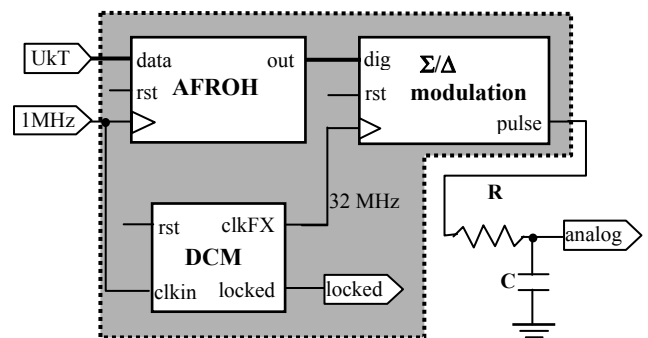 UkT
data
out
rst
AFROH
1MHz
dig
Σ/Δ
rst
modulation
pulse
32 MHz
R
rst
clkFX
DCM
clkin
locked
locked
analog
C